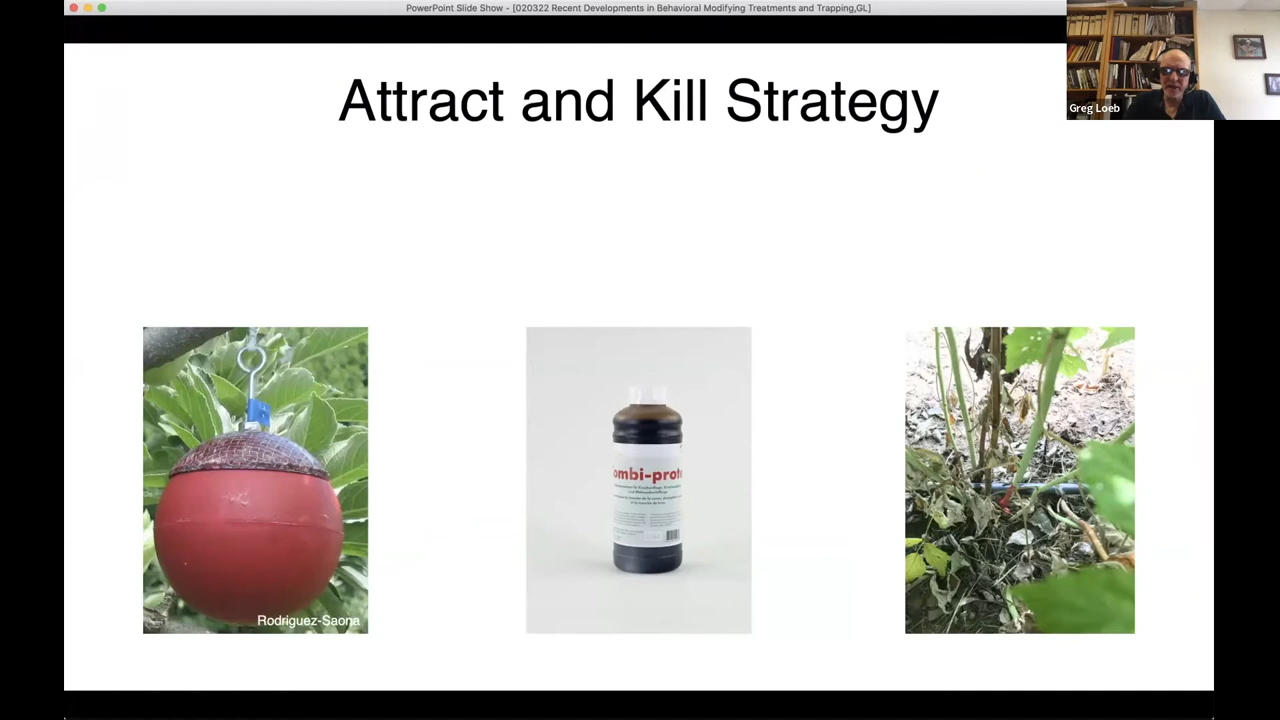 PowerPoint Slide Show - [020322 Recent Developments in Behavioral Modifying Treatments and Trapping,GL]
Greg Loeb
Attract and Kill Strategy
ombi-prote
Rodriguez-Saona